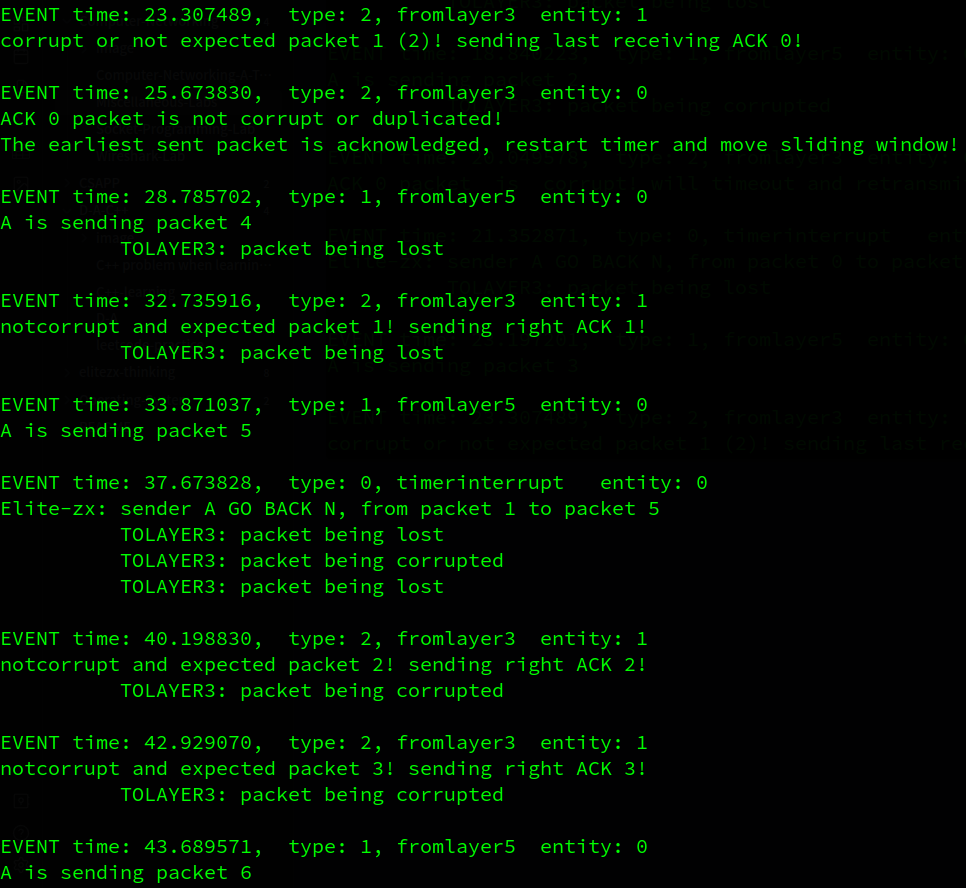 EVENT time: 23.307489,  type: 2, fromlayer3  entity: 1
corrupt or not expected packet 1 (2)! sending last receiving ACK 0!
EVENT time: 25.673830,  type: 2, fromlayer3  entity: 0
ACK 0 packet is not corrupt or duplicated!
The earliest sent packet is acknowledged, restart timer and move sliding window!
EVENT time: 28.785702,  type: 1, fromlayer5  entity: 0
A is sending packet 4
TOLAYER3: packet being lost
EVENT time: 32.735916,  type: 2, fromlayer3  entity: 1
notcorrupt and expected packet 1! sending right ACK 1!
TOLAYER3: packet being lost
EVENT time: 33.871037,  type: 1, fromlayer5  entity: 0
A is sending packet 5
EVENT time: 37.673828,  type: 0, timerinterrupt   entity: 0
Elite-zx: sender A GO BACK N, from packet 1 to packet 5
TOLAYER3: packet being lost
TOLAYER3: packet being corrupted
TOLAYER3: packet being lost
EVENT time: 40.198830,  type: 2, fromlayer3  entity: 1
notcorrupt and expected packet 2! sending right ACK 2!
TOLAYER3: packet being corrupted
EVENT time: 42.929070,  type: 2, fromlayer3  entity: 1
notcorrupt and expected packet 3! sending right ACK 3!
TOLAYER3: packet being corrupted
EVENT time: 43.689571,  type: 1, fromlayer5  entity: 0
A is sending packet 6